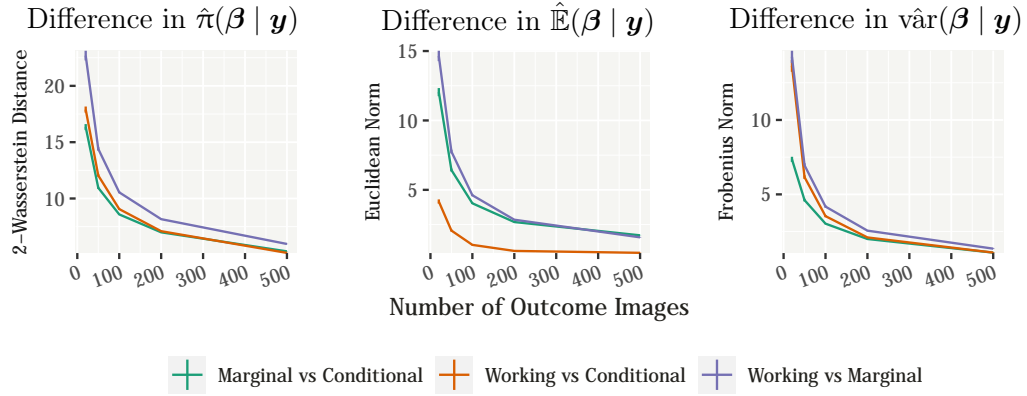 Difference in π̂(β | y)
Difference in 𝔼̂(β | y)
Difference in vâr(β | y)
2−Wasserstein Distance
20
15
10
0
100
200
300
400
500
Euclidean Norm
15
10
5
0
100
200
300
400
500
Frobenius Norm
10
5
0
100
200
300
400
500
Number of Outcome Images
Marginal vs Conditional
Working vs Conditional
Working vs Marginal